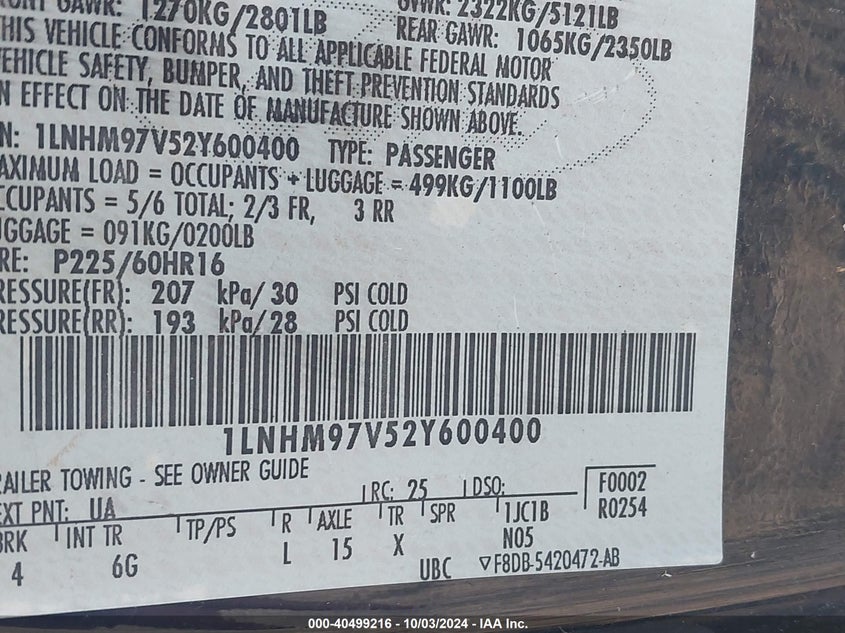 GAWR: 1270KG/2801LB GVWR: 2322KG/5121LB
REAR GAWR: 1065KG/2350LB
THIS VEHICLE CONFORMS TO ALL APPLICABLE FEDERAL MOTOR
VEHICLE SAFETY, BUMPER, AND THEFT PREVENTION STANDARDS
IN EFFECT ON THE DATE OF MANUFACTURE SHOWN ABOVE.
N: 1LNHM97V52Y600400 TYPE: PASSENGER
AXIMUM LOAD = OCCUPANTS + LUGGAGE = 499KG/1100LB
CCUPANTS = 5/6 TOTAL; 2/3 FR, 3 RR
UGGAGE = 091KG/0200LB
RE: P225/60HR16
RESSURE(FR): 207 kPa/ 30 PSI COLD
RESSURE(RR): 193 kPa/28 PSI COLD
1LNHM97V52Y600400
RAILER TOWING - SEE OWNER GUIDE
EXT PNT: UA RC: 25 DSO: F0002
R0254
BRK INT TR TP/PS R AXLE TR SPR 1JC1B
4 6G L 15 X N05
UBC ▽F8DB-5420472-AB
000-40499216 - 10/03/2024 - IAA Inc.